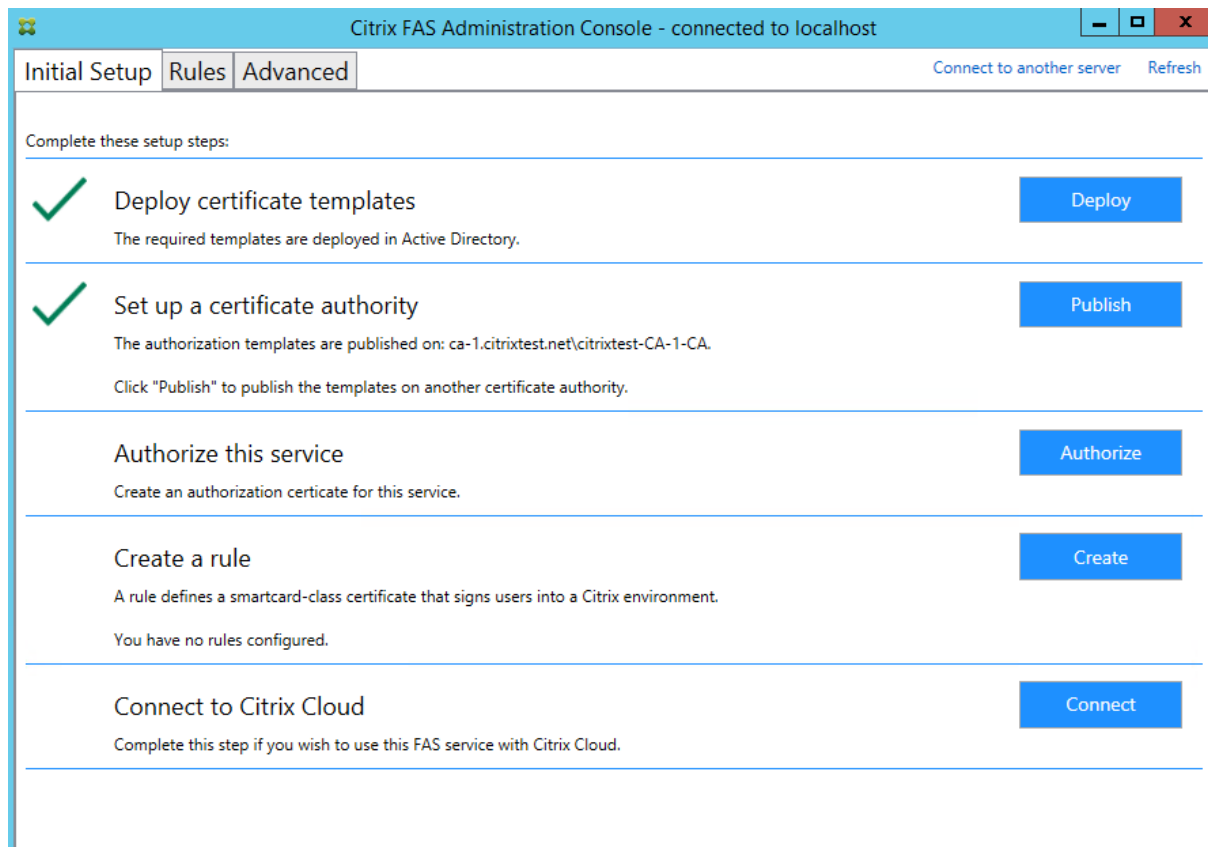 Citrix FAS Administration Console - connected to localhost
Initial Setup Rules Advanced Connect to another server Refresh
Complete these setup steps:
Deploy certificate templates
Deploy
The required templates are deployed in Active Directory.
Set up a certificate authority
Publish
The authorization templates are published on: ca-1.citrixtest.net\citrixtest-CA-1-CA.
Click "Publish" to publish the templates on another certificate authority.
Authorize this service
Authorize
Create an authorization certicate for this service.
Create a rule
Create
A rule defines a smartcard-class certificate that signs users into a Citrix environment.
You have no rules configured.
Connect to Citrix Cloud
Connect
Complete this step if you wish to use this FAS service with Citrix Cloud.